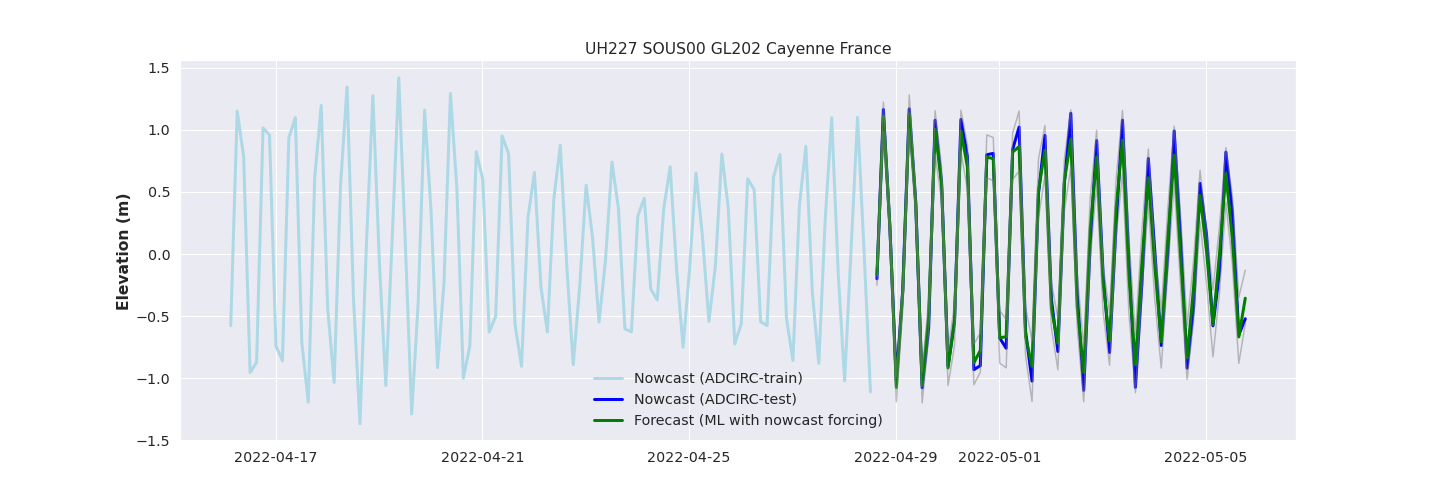 UH227 SOUS00 GL202 Cayenne France
Elevation (m)
1.5
1.0
0.5
0.0
−0.5
−1.0
−1.5
Nowcast (ADCIRC-train)
Nowcast (ADCIRC-test)
Forecast (ML with nowcast forcing)
2022-04-17 2022-04-21 2022-04-25 2022-04-29 2022-05-01 2022-05-05